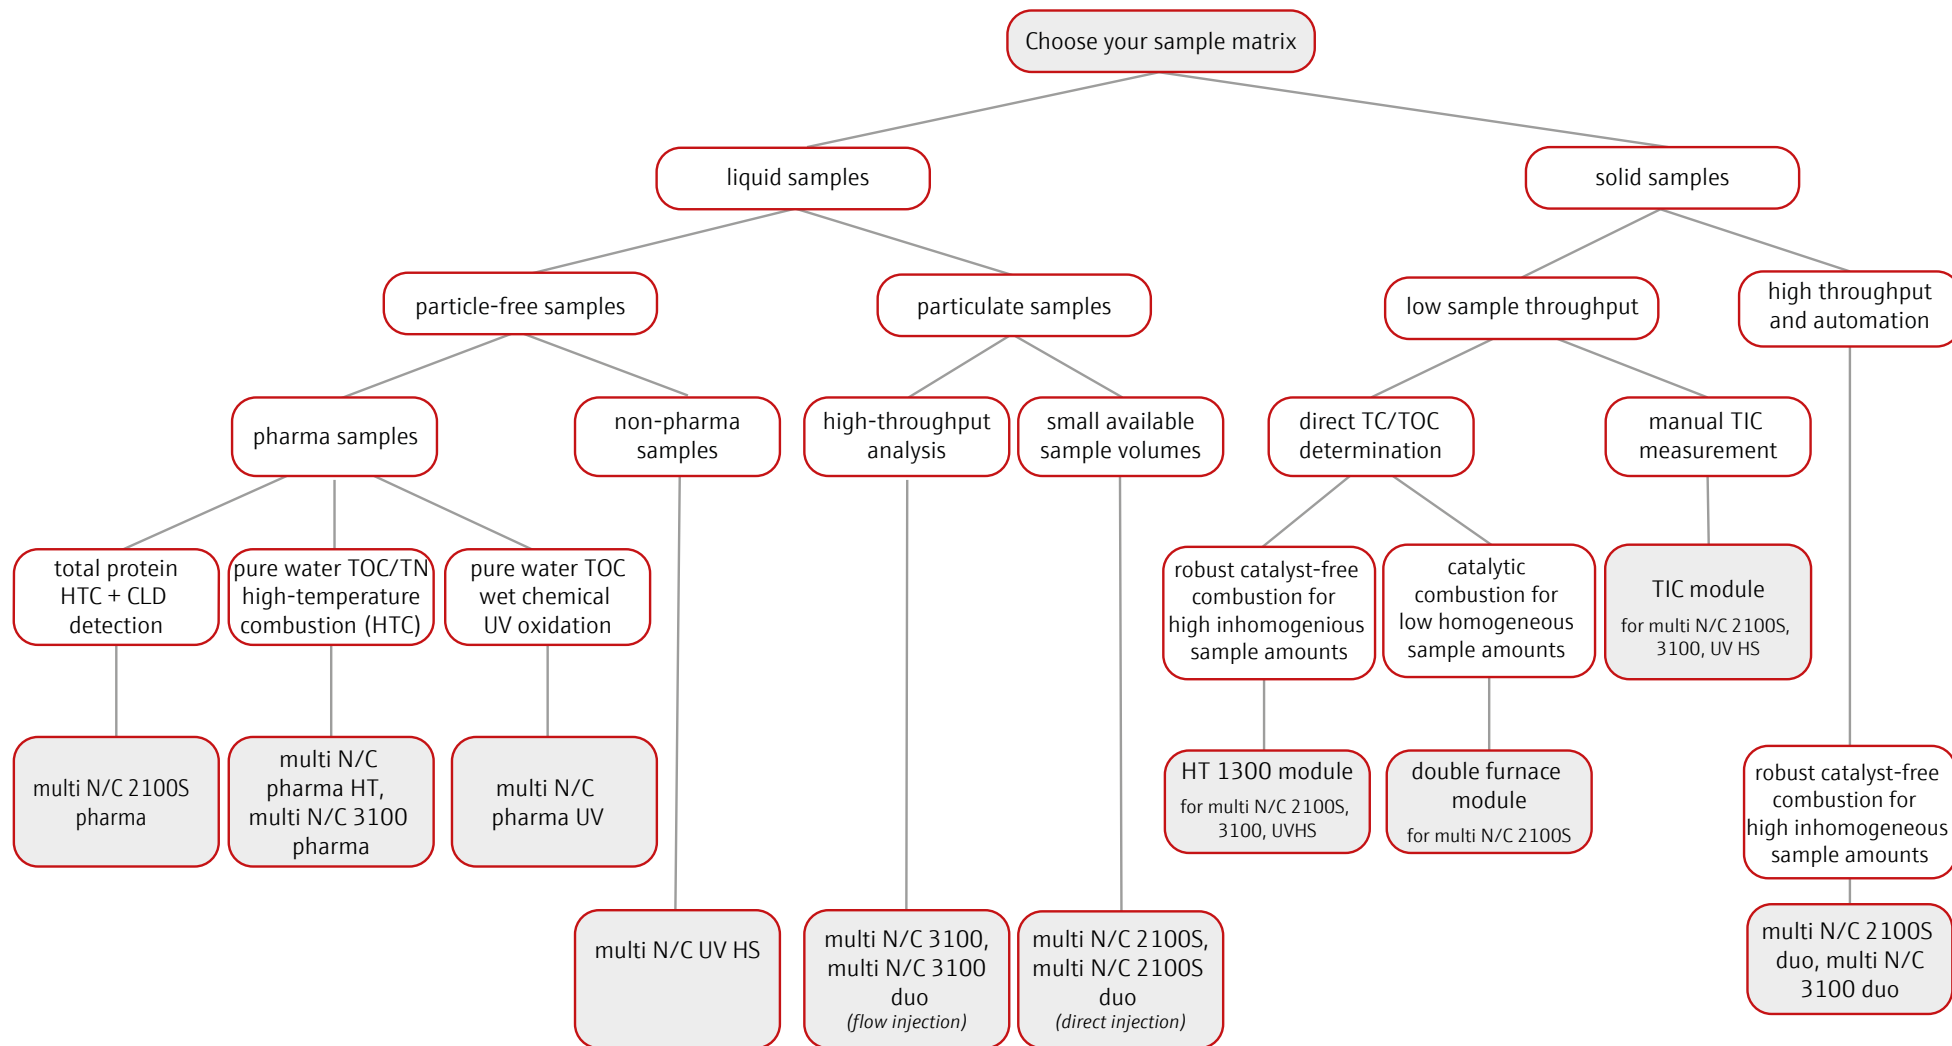 Choose your sample matrix
liquid samples
solid samples
particle-free samples
particulate samples
low sample throughput
high throughput
and automation
pharma samples
non-pharma
samples
high-throughput
analysis
small available
sample volumes
direct TC/TOC
determination
manual TIC
measurement
total protein
HTC + CLD
detection
pure water TOC/TN
high-temperature
combustion (HTC)
pure water TOC
wet chemical
UV oxidation
robust catalyst-free
combustion for
high inhomogenious
sample amounts
catalytic
combustion for
low homogeneous
sample amounts
TIC module
for multi N/C 2100S,
3100, UV HS
multi N/C 2100S
pharma
multi N/C
pharma HT,
multi N/C 3100
pharma
multi N/C
pharma UV
HT 1300 module
for multi N/C 2100S,
3100, UVHS
double furnace
module
for multi N/C 2100S
robust catalyst-free
combustion for
high inhomogeneous
sample amounts
multi N/C UV HS
multi N/C 3100,
multi N/C 3100
duo
(flow injection)
multi N/C 2100S,
multi N/C 2100S
duo
(direct injection)
multi N/C 2100S
duo, multi N/C
3100 duo